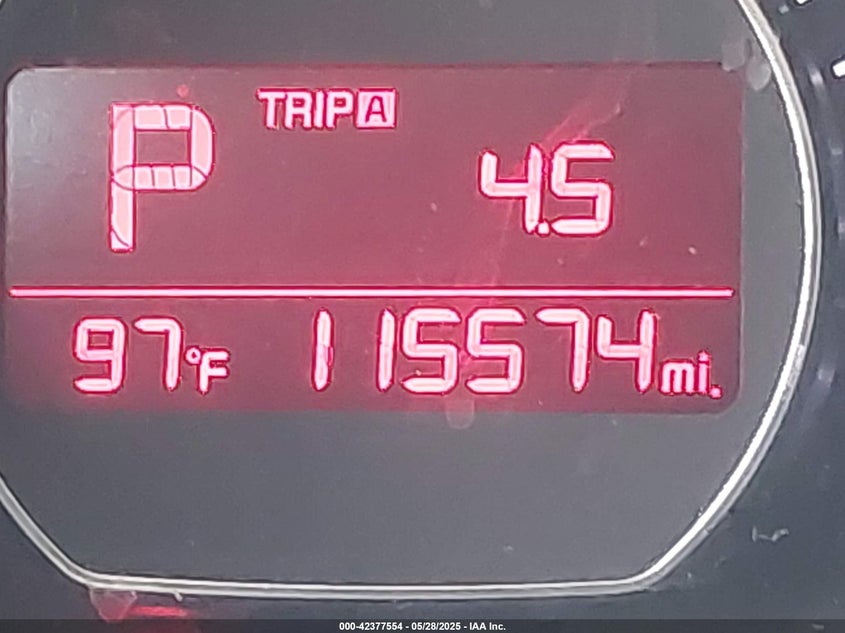 P TRIP A 4.5
97°F 115574 mi.
000-42377554 - 05/28/2025 - IAA Inc.